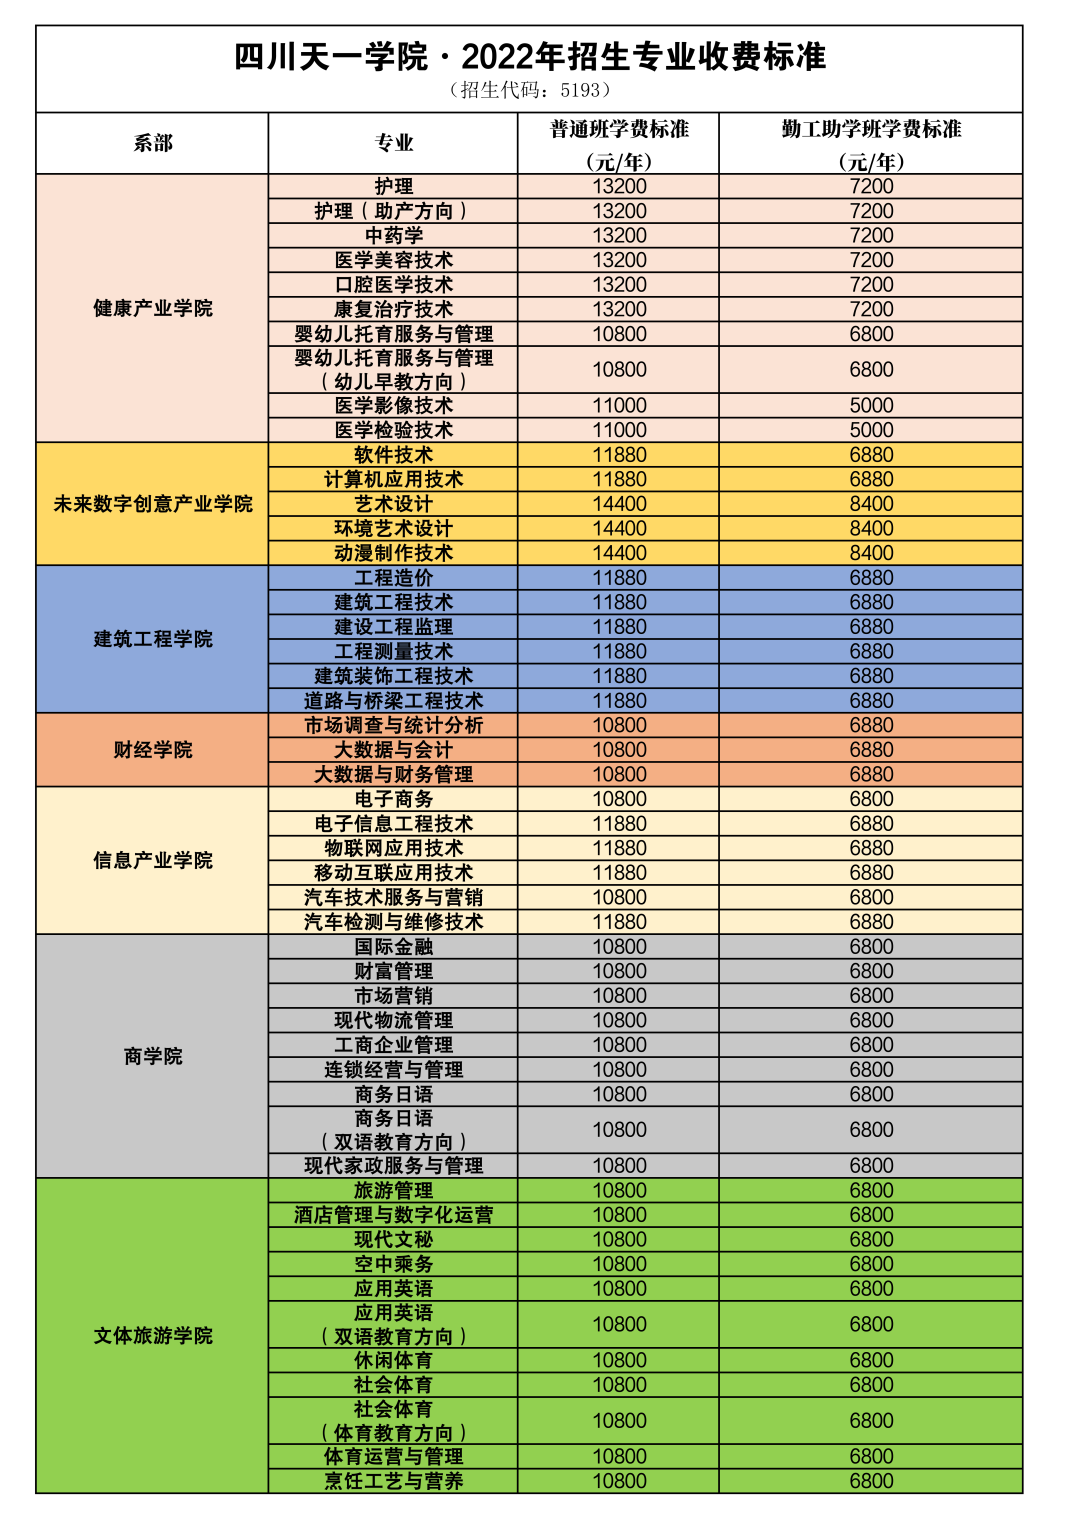 四川天一学院·2022年招生专业收费标准
（招生代码：5193）
系部 专业 普通班学费标准（元/年） 勤工助学班学费标准（元/年）
健康产业学院
护理 13200 7200
护理（助产方向） 13200 7200
中药学 13200 7200
医学美容技术 13200 7200
口腔医学技术 13200 7200
康复治疗技术 13200 7200
婴幼儿托育服务与管理 10800 6800
婴幼儿托育服务与管理
（幼儿早教方向） 10800 6800
医学影像技术 11000 5000
医学检验技术 11000 5000
未来数字创意产业学院
软件技术 11880 6880
计算机应用技术 11880 6880
艺术设计 14400 8400
环境艺术设计 14400 8400
动漫制作技术 14400 8400
建筑工程学院
工程造价 11880 6880
建筑工程技术 11880 6880
建设工程监理 11880 6880
工程测量技术 11880 6880
建筑装饰工程技术 11880 6880
道路与桥梁工程技术 11880 6880
财经学院
市场调查与统计分析 10800 6880
大数据与会计 10800 6880
大数据与财务管理 10800 6880
信息产业学院
电子商务 10800 6800
电子信息工程技术 11880 6880
物联网应用技术 11880 6880
移动互联应用技术 11880 6880
汽车技术服务与营销 10800 6800
汽车检测与维修技术 11880 6880
商学院
国际金融 10800 6800
财富管理 10800 6800
市场营销 10800 6800
现代物流管理 10800 6800
工商企业管理 10800 6800
连锁经营与管理 10800 6800
商务日语 10800 6800
商务日语
（双语教育方向） 10800 6800
现代家政服务与管理 10800 6800
文体旅游学院
旅游管理 10800 6800
酒店管理与数字化运营 10800 6800
现代文秘 10800 6800
空中乘务 10800 6800
应用英语 10800 6800
应用英语
（双语教育方向） 10800 6800
休闲体育 10800 6800
社会体育 10800 6800
社会体育
（体育教育方向） 10800 6800
体育运营与管理 10800 6800
烹饪工艺与营养 10800 6800